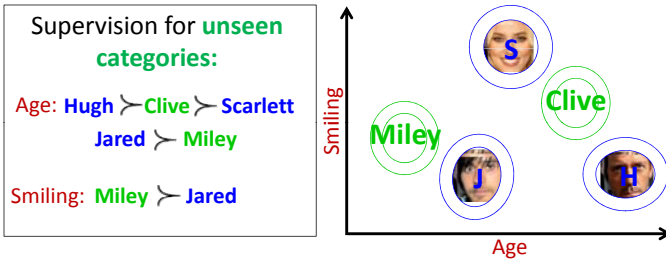 Supervision for unseen
categories:
Age: Hugh ≻ Clive ≻ Scarlett
Jared ≻ Miley
Smiling: Miley ≻ Jared
Smiling
S
Clive
Miley
J
H
Age